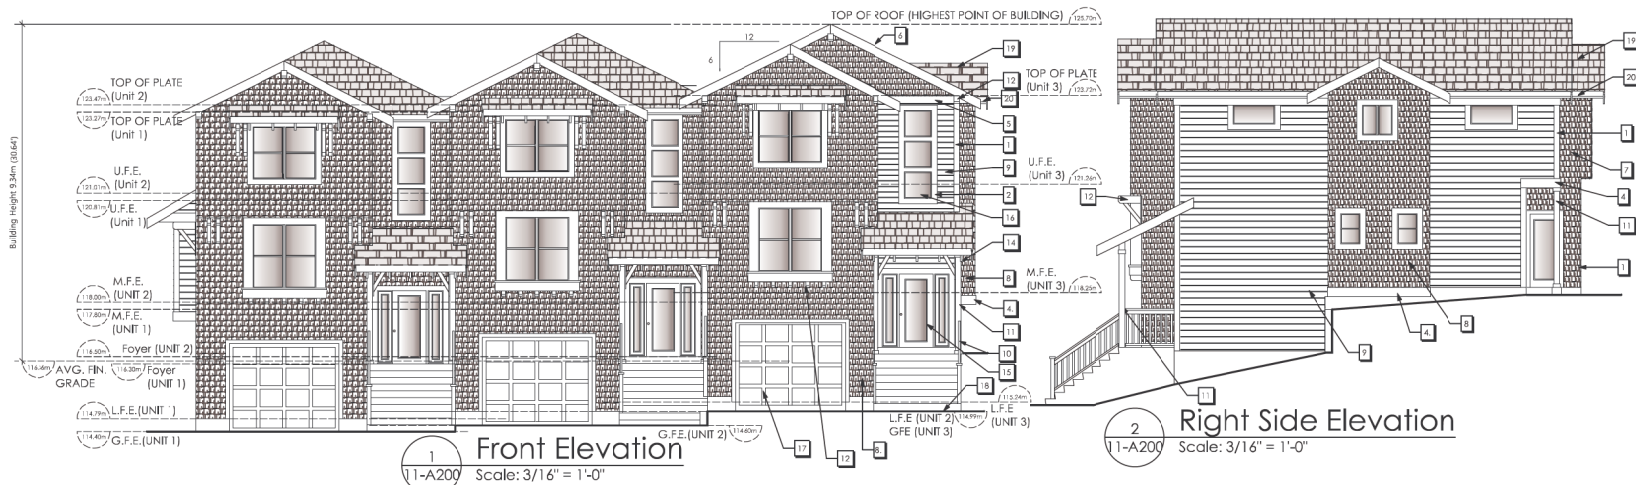 TOP OF ROOF (HIGHEST POINT OF BUILDING)
125.70m
12
6
6
19
TOP OF PLATE
(Unit 2)
123.47m
123.27m
TOP OF PLATE
(Unit 1)
12
TOP OF PLATE
(Unit 3)
123.72m
20
5
1
9
U.F.E.
(Unit 2)
121.01m
120.81m
U.F.E.
(Unit 1)
U.F.E.
(Unit 3)
121.26m
2
16
14
8
M.F.E.
(UNIT 2)
118.00m
117.80m
M.F.E.
(UNIT 1)
M.F.E.
(UNIT 3)
118.25m
4.
11
10
15
Building Height 9.34m (30.64')
116.50m
Foyer (UNIT 2)
AVG. FIN.
GRADE
116.30m
Foyer
(UNIT 1)
114.79m
L.F.E.(UNIT 1)
114.40m
G.F.E.(UNIT 1)
18
115.24m
L.F.E
(UNIT 3)
L.F.E (UNIT 2)
GFE (UNIT 3)
114.99m
G.F.E.(UNIT 2)
114.60m
17
12
8.
1
11-A200
Front Elevation
Scale: 3/16" = 1'-0"
19
20
1
7
4
11
1
12
8
4.
9
11
2
11-A200
Right Side Elevation
Scale: 3/16" = 1'-0"